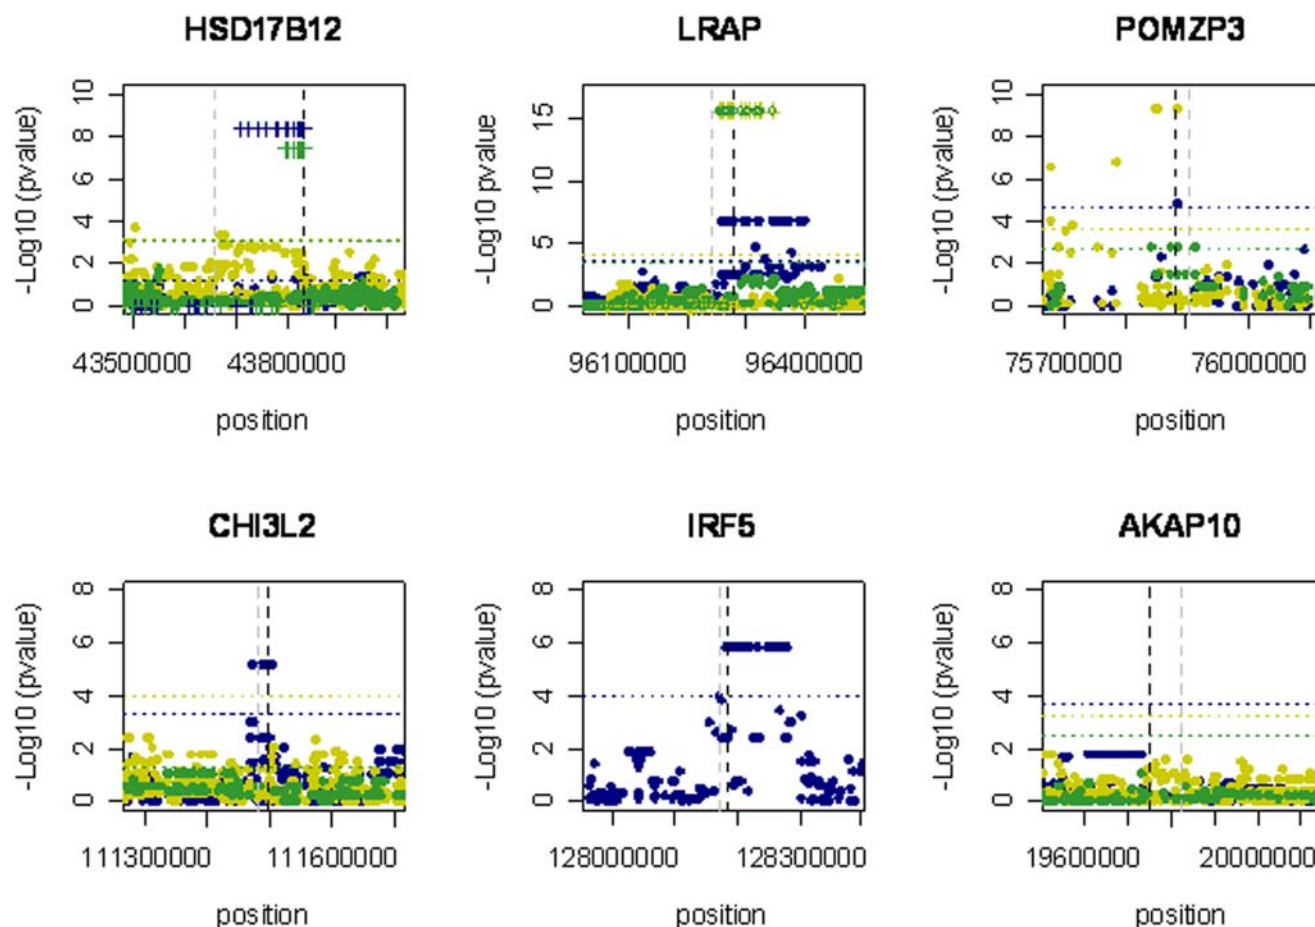 HSD17B12 LRAP POMZP3
-Log10 (pvalue)
0 2 4 6 8 10
43500000 43800000
position
-Log10 pvalue
0 5 10 15
96100000 96400000
position
-Log10 (pvalue)
0 2 4 6 8 10
75700000 76000000
position
CHI3L2 IRF5 AKAP10
-Log10 (pvalue)
0 2 4 6 8
111300000 111600000
position
-Log10 (pvalue)
0 2 4 6 8
128000000 128300000
position
-Log10 (pvalue)
0 2 4 6 8
19600000 20000000
position